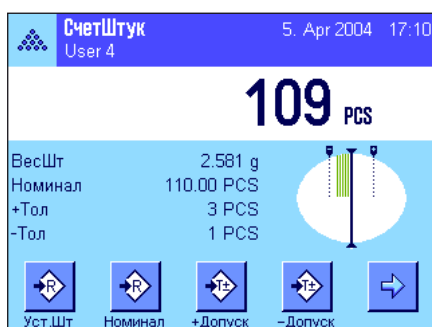 СчетШтук 5. Apr 2004 17:10
User 4
109 PCS
ВесШт 2.581 g
Номинал 110.00 PCS
+Тол 3 PCS
-Тол 1 PCS
R R T± T±
Уст.Шт Номинал +Допуск –Допуск